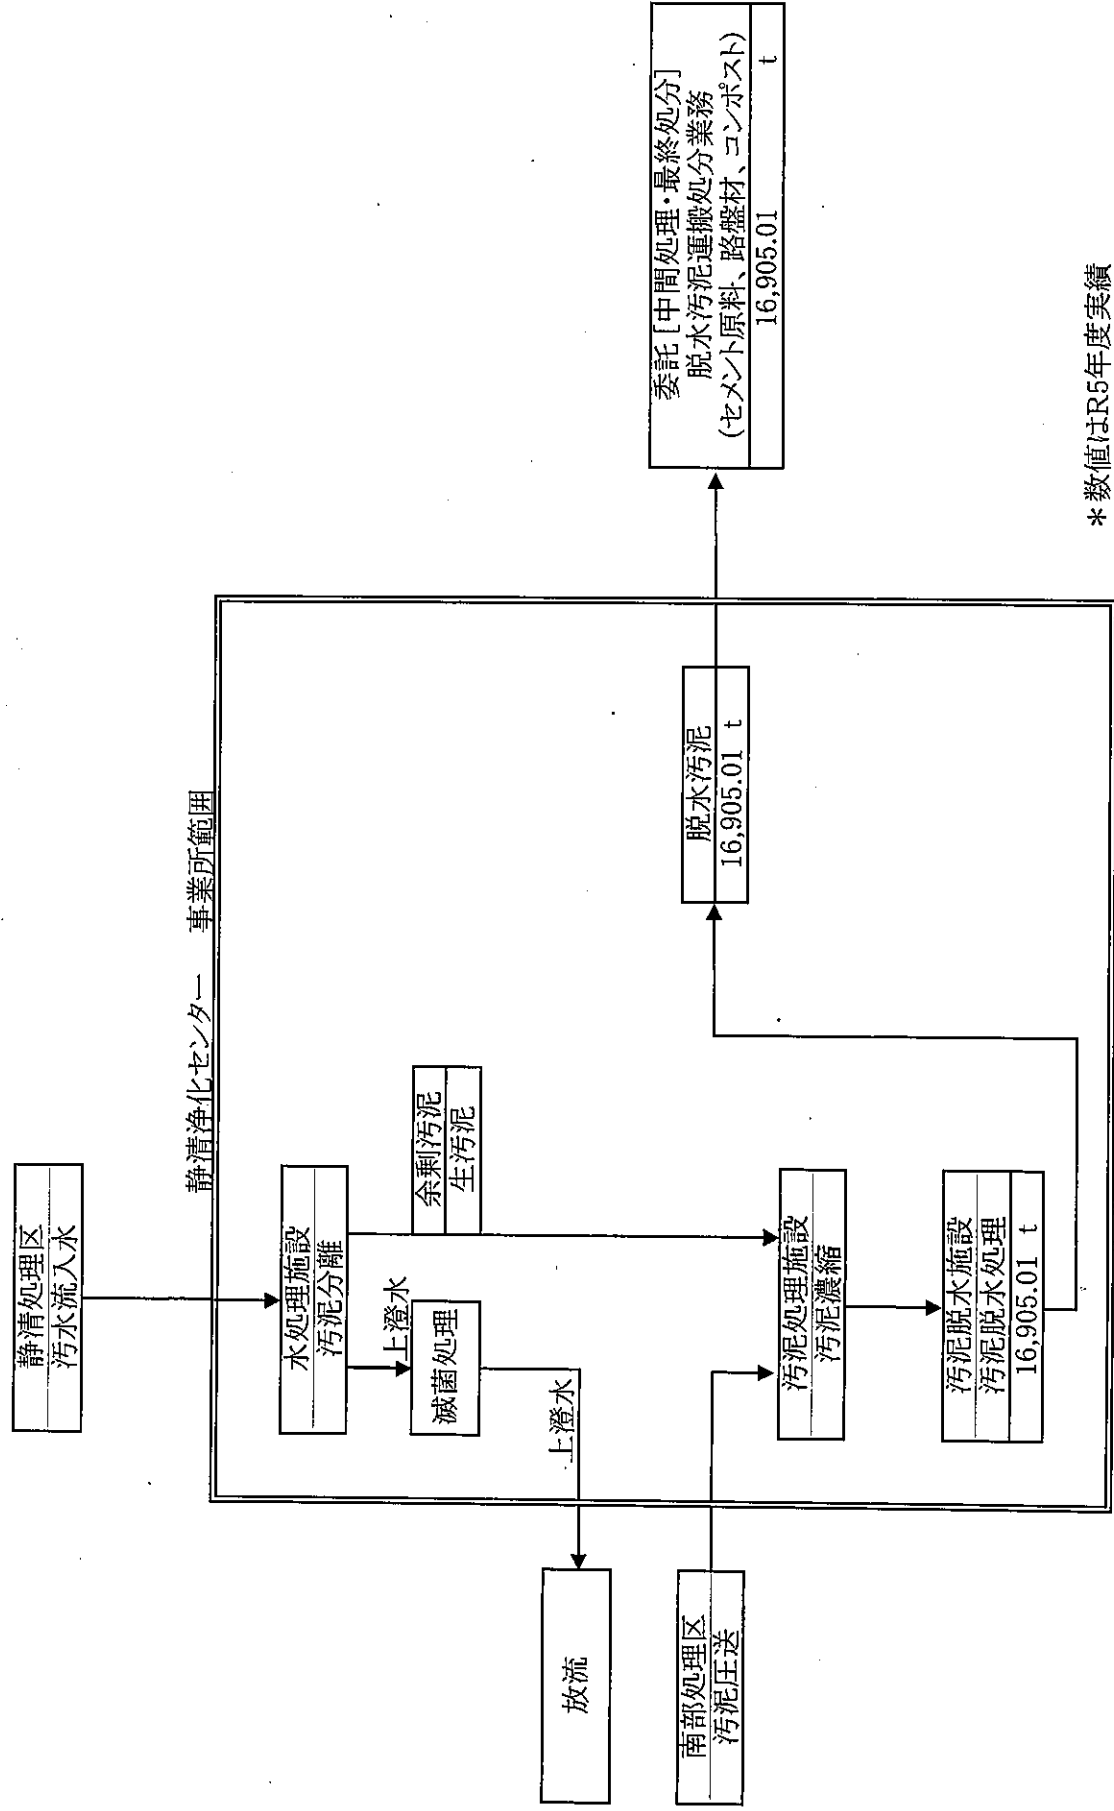 静清処理区
汚水流入水
静清浄化センター　事業所範囲
水処理施設
汚泥分離
上澄水
滅菌処理
余剰汚泥
生汚泥
上澄水
放流
南部処理区
汚泥圧送
汚泥処理施設
汚泥濃縮
汚泥脱水施設
汚泥脱水処理
16,905.01 t
脱水汚泥
16,905.01 t
委託[中間処理・最終処分]
脱水汚泥運搬処分業務
(セメント原料、路盤材、コンポスト)
16,905.01 t
＊数値はR5年度実績